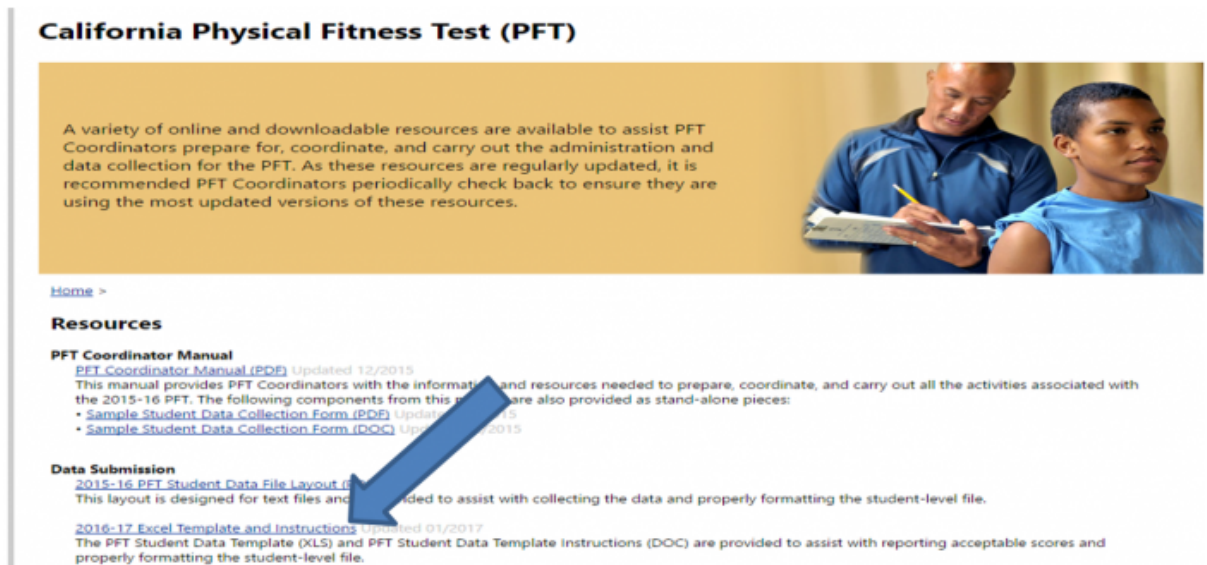 California Physical Fitness Test (PFT)
A variety of online and downloadable resources are available to assist PFT
Coordinators prepare for, coordinate, and carry out the administration and
data collection for the PFT. As these resources are regularly updated, it is
recommended PFT Coordinators periodically check back to ensure they are
using the most updated versions of these resources.
Home >
Resources
PFT Coordinator Manual
PFT Coordinator Manual (PDF) Updated 12/2015
This manual provides PFT Coordinators with the information and resources needed to prepare, coordinate, and carry out all the activities associated with
the 2015-16 PFT. The following components from this are also provided as stand-alone pieces:
• Sample Student Data Collection Form (PDF)
• Sample Student Data Collection Form (DOC)
Data Submission
2015-16 PFT Student Data File Layout
This layout is designed for text files and to assist with collecting the data and properly formatting the student-level file.
2016-17 Excel Template and Instructions Updated 01/2017
The PFT Student Data Template (XLS) and PFT Student Data Template Instructions (DOC) are provided to assist with reporting acceptable scores and
properly formatting the student-level file.